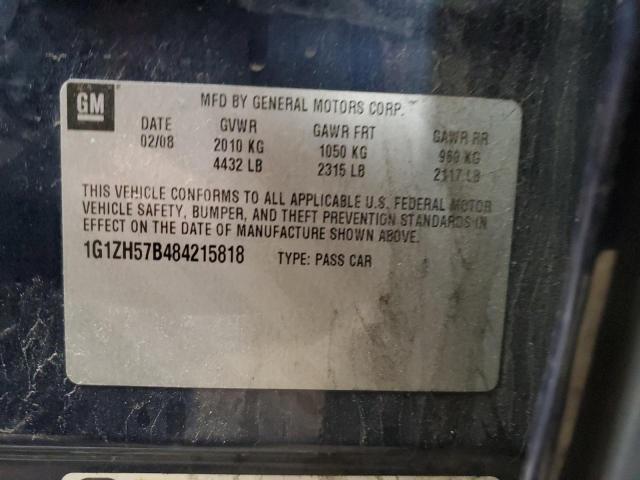 GM
MFD BY GENERAL MOTORS CORP.
DATE GVWR GAWR FRT GAWR RR
02/08 2010 KG 1050 KG 960 KG
4432 LB 2315 LB 2117 LB
THIS VEHICLE CONFORMS TO ALL APPLICABLE U.S. FEDERAL MOTOR
VEHICLE SAFETY, BUMPER, AND THEFT PREVENTION STANDARDS IN
EFFECT ON THE DATE OF MANUFACTURE SHOWN ABOVE.
1G1ZH57B484215818 TYPE: PASS CAR